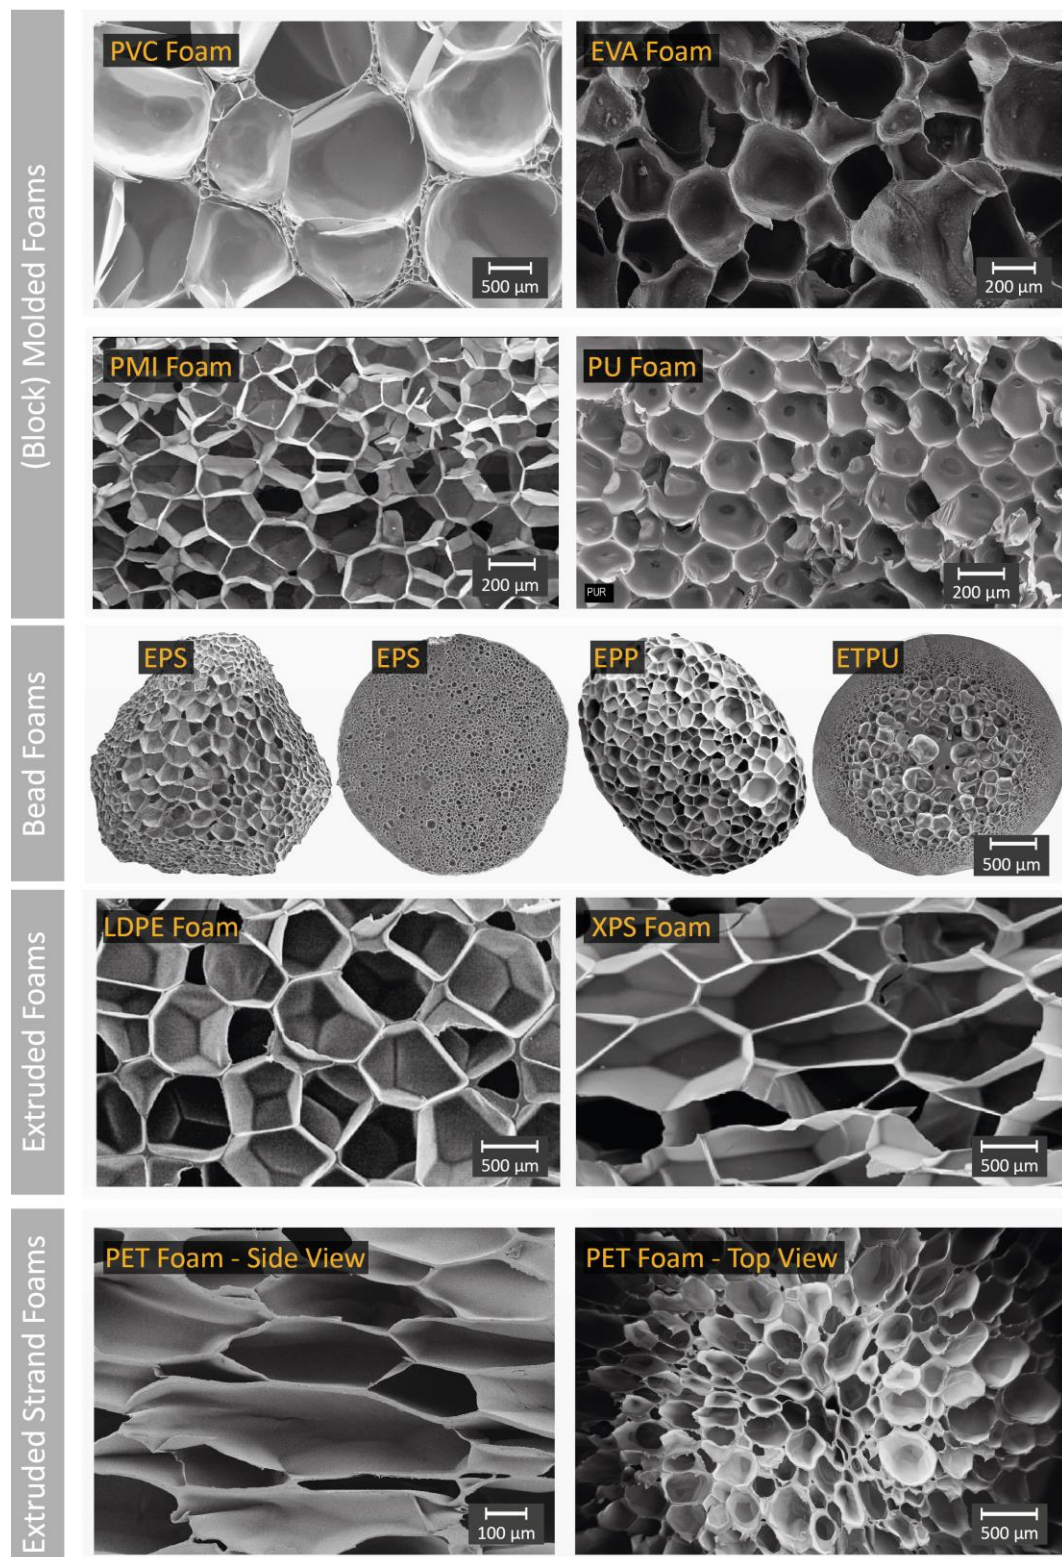 (Block) Molded Foams
PVC Foam
500 µm
EVA Foam
200 µm
PMI Foam
200 µm
PU Foam
PUR
200 µm
Bead Foams
EPS
EPS
EPP
ETPU
500 µm
Extruded Foams
LDPE Foam
500 µm
XPS Foam
500 µm
Extruded Strand Foams
PET Foam - Side View
100 µm
PET Foam - Top View
500 µm